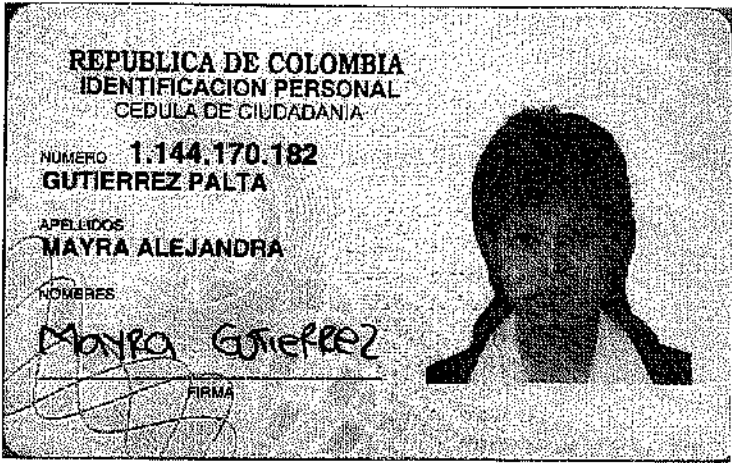 REPUBLICA DE COLOMBIA
IDENTIFICACION PERSONAL
CEDULA DE CIUDADANIA
NUMERO 1.144.170.182
GUTIERREZ PALTA
APELLIDOS
MAYRA ALEJANDRA
NOMBRES
Mayra Gutierrez
FIRMA